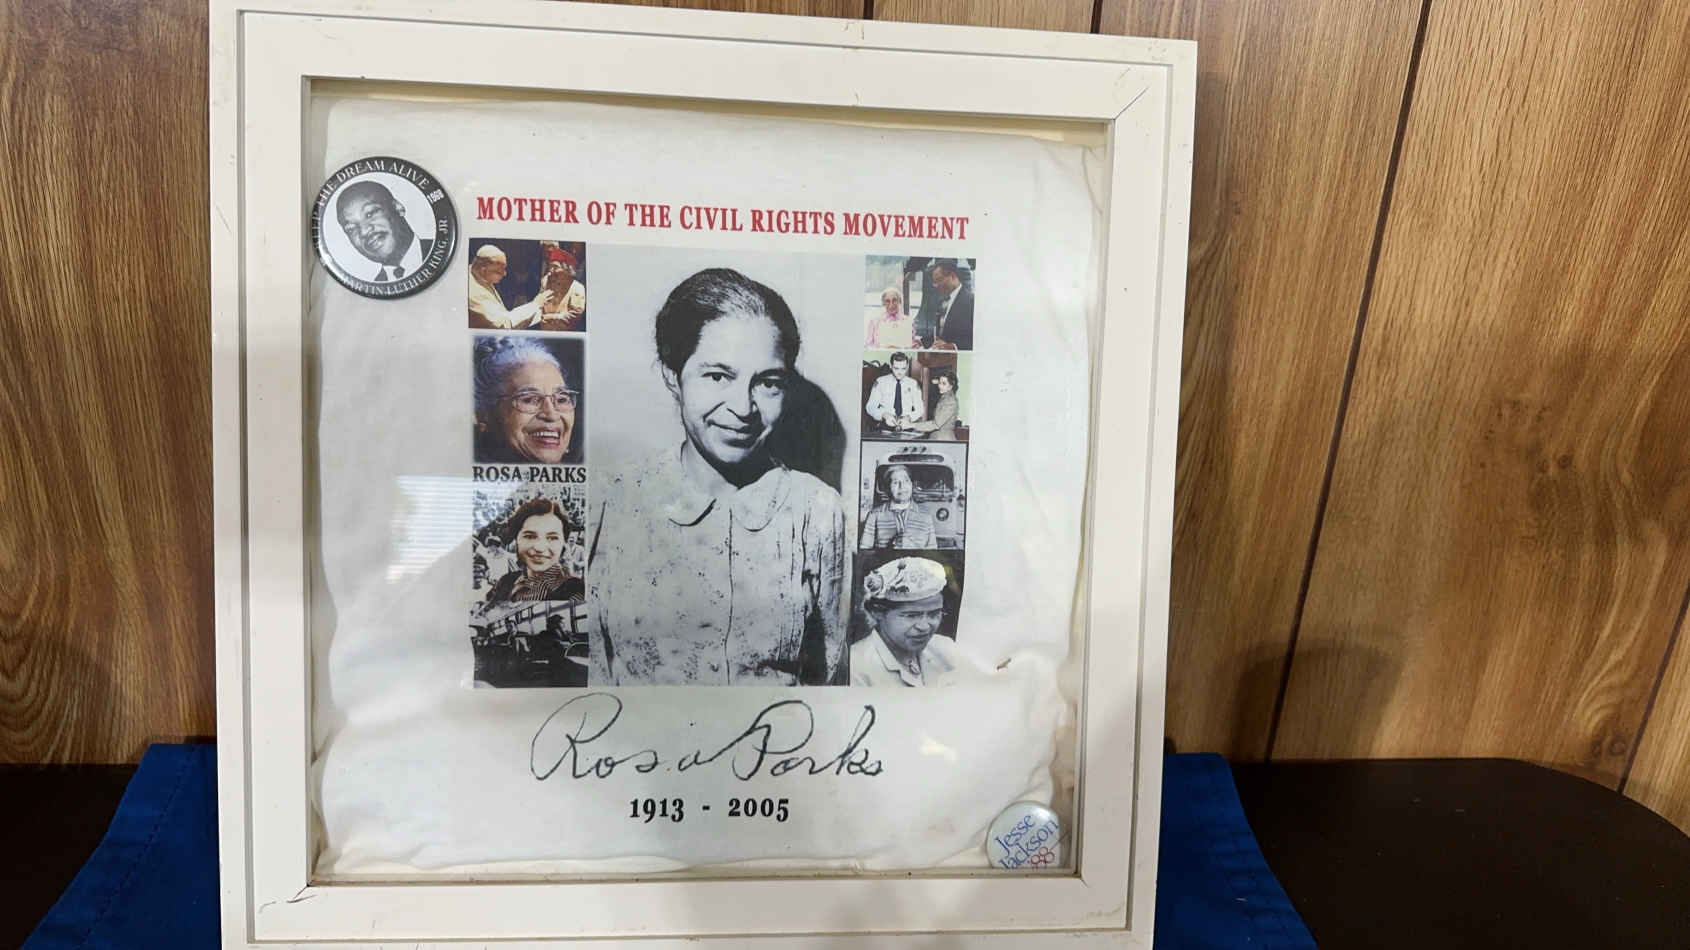 MOTHER OF THE CIVIL RIGHTS MOVEMENT
KEEP THE DREAM ALIVE
MARTIN LUTHER KING, JR.
ROSA PARKS
Rosa Parks
1913 - 2005
Jesse
Jackson
'88